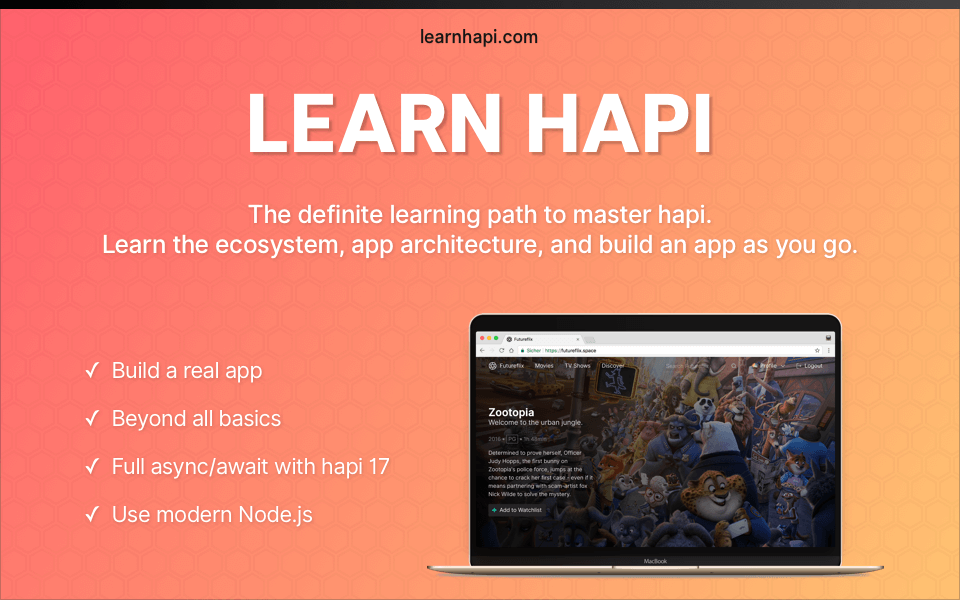 learnhapi.com
LEARN HAPI
The definite learning path to master hapi.
Learn the ecosystem, app architecture, and build an app as you go.
✓ Build a real app
✓ Beyond all basics
✓ Full async/await with hapi 17
✓ Use modern Node.js
Futureflix
Sicher https://futureflix.space
Futureflix Movies TV Shows Discover Profile Logout
Zootopia
Welcome to the urban jungle.
2016 • PG •
Determined to prove herself, Officer
Judy Hopps, the first bunny on
Zootopia's police force, jumps at the
chance to crack her first case - even if it
means partnering with scam-artist fox
Nick Wilde to solve the mystery.
+ Add to Watchlist
MacBook